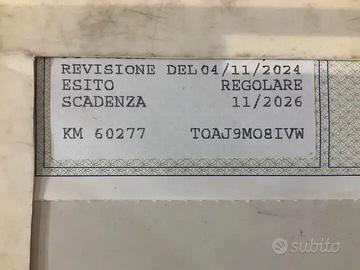 REVISIONE DEL 04/11/2024
ESITO REGOLARE
SCADENZA 11/2026
KM 60277 TOAJ9MO8IVW
subito